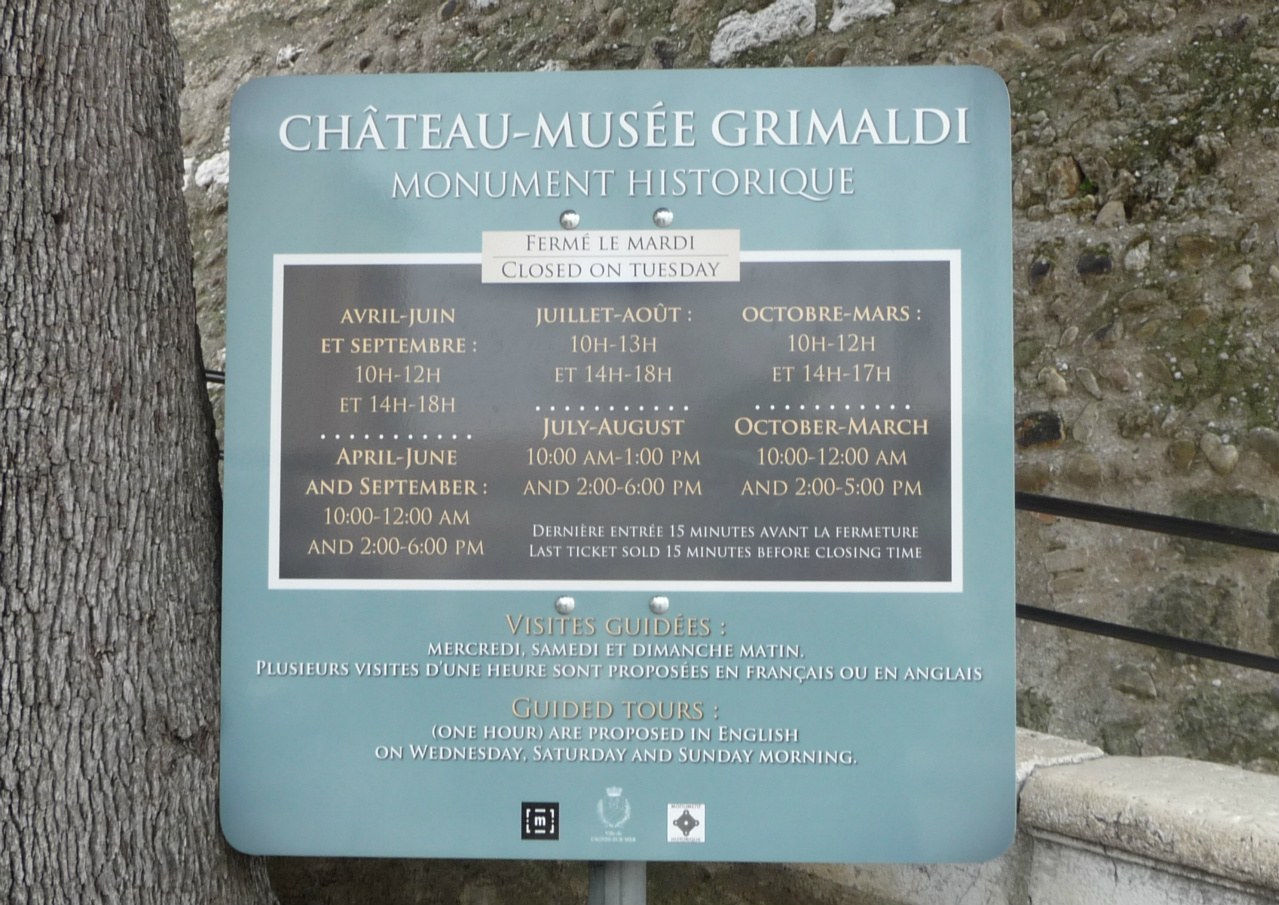 CHÂTEAU-MUSÉE GRIMALDI
MONUMENT HISTORIQUE
FERMÉ LE MARDI
CLOSED ON TUESDAY
AVRIL-JUIN
ET SEPTEMBRE :
10H-12H
ET 14H-18H
APRIL-JUNE
AND SEPTEMBER :
10:00-12:00 AM
AND 2:00-6:00 PM
JUILLET-AOÛT :
10H-13H
ET 14H-18H
JULY-AUGUST
10:00 AM-1:00 PM
AND 2:00-6:00 PM
OCTOBRE-MARS :
10H-12H
ET 14H-17H
OCTOBER-MARCH
10:00-12:00 AM
AND 2:00-5:00 PM
DERNIÈRE ENTRÉE 15 MINUTES AVANT LA FERMETURE
LAST TICKET SOLD 15 MINUTES BEFORE CLOSING TIME
VISITES GUIDÉES :
MERCREDI, SAMEDI ET DIMANCHE MATIN.
PLUSIEURS VISITES D'UNE HEURE SONT PROPOSÉES EN FRANÇAIS OU EN ANGLAIS
GUIDED TOURS :
(ONE HOUR) ARE PROPOSED IN ENGLISH
ON WEDNESDAY, SATURDAY AND SUNDAY MORNING.
m